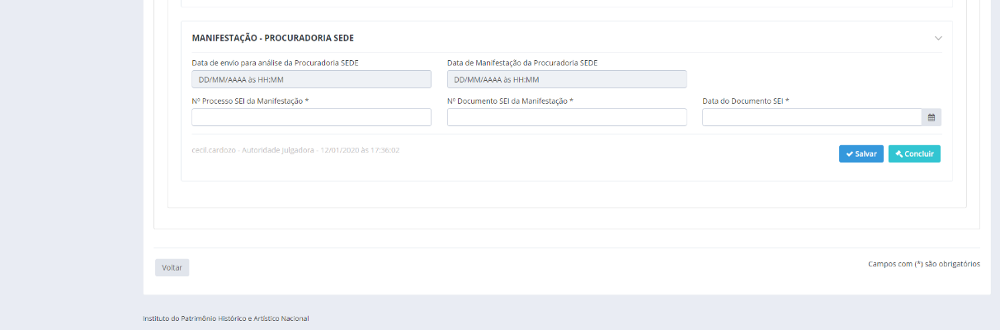 MANIFESTAÇÃO - PROCURADORIA SEDE
Data de envio para análise da Procuradoria SEDE
Data de Manifestação da Procuradoria SEDE
DD/MM/AAAA às HH:MM
DD/MM/AAAA às HH:MM
Nº Processo SEI da Manifestação *
Nº Documento SEI da Manifestação *
Data do Documento SEI *
cecil.cardozo - Autoridade Julgadora - 12/01/2020 às 17:36:02
Salvar
Concluir
Voltar
Campos com (*) são obrigatórios
Instituto do Patrimônio Histórico e Artístico Nacional